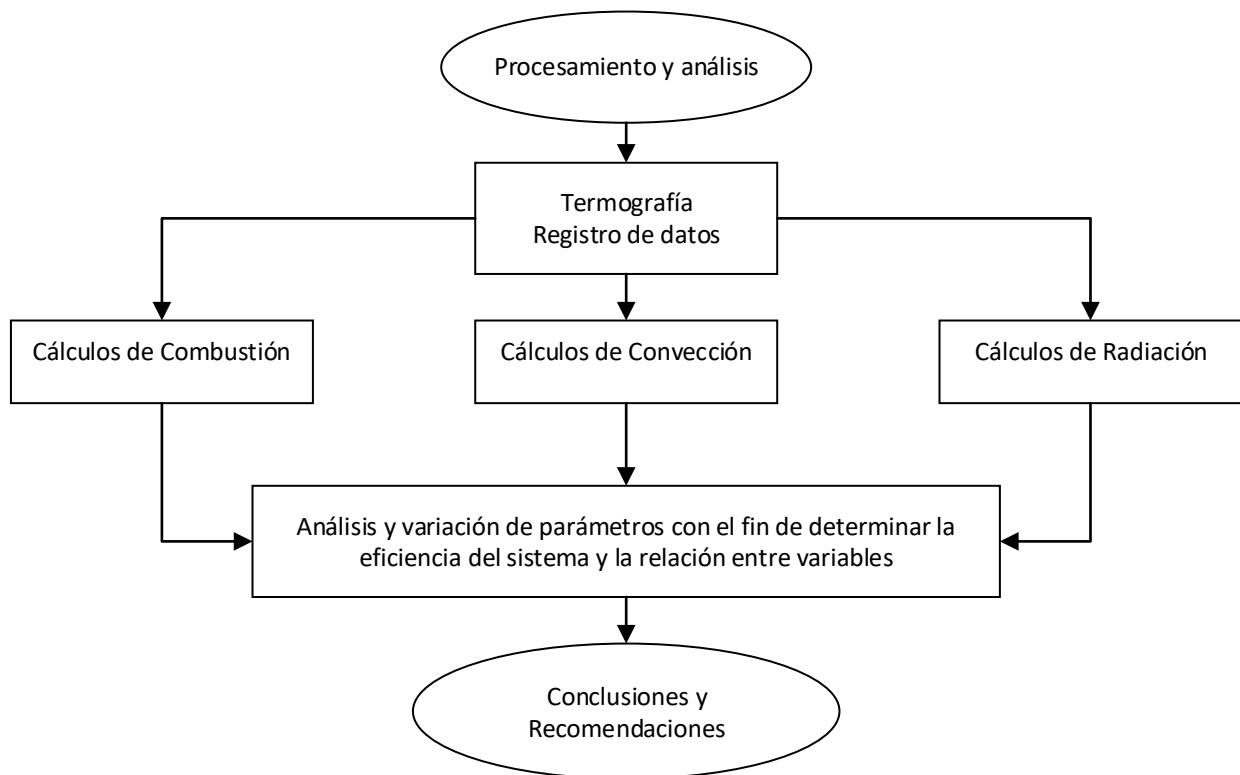 Procesamiento y análisis
Termografía
Registro de datos
Cálculos de Combustión
Cálculos de Convección
Cálculos de Radiación
Análisis y variación de parámetros con el fin de determinar la
eficiencia del sistema y la relación entre variables
Conclusiones y
Recomendaciones